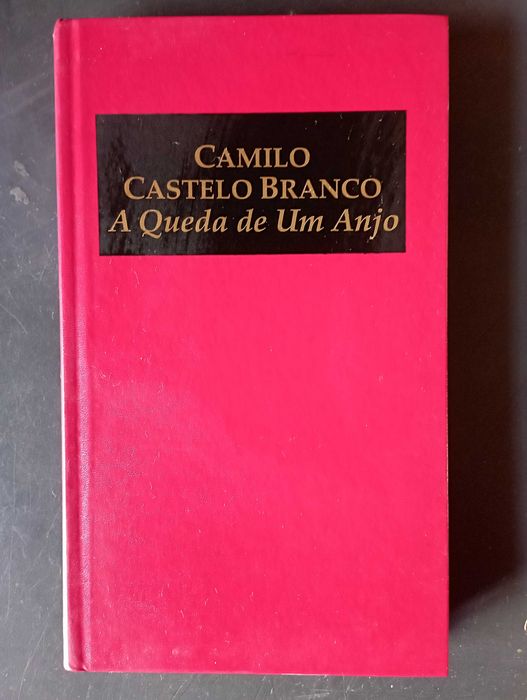 CAMILO
CASTELO BRANCO
A Queda de Um Anjo